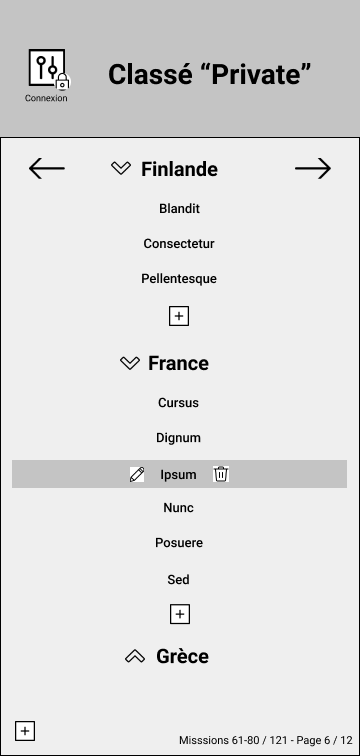 Classé “Private”
Connexion
Finlande
Blandit
Consectetur
Pellentesque
France
Cursus
Dignum
Ipsum
Nunc
Posuere
Sed
Grèce
Misssions 61-80 / 121 - Page 6 / 12